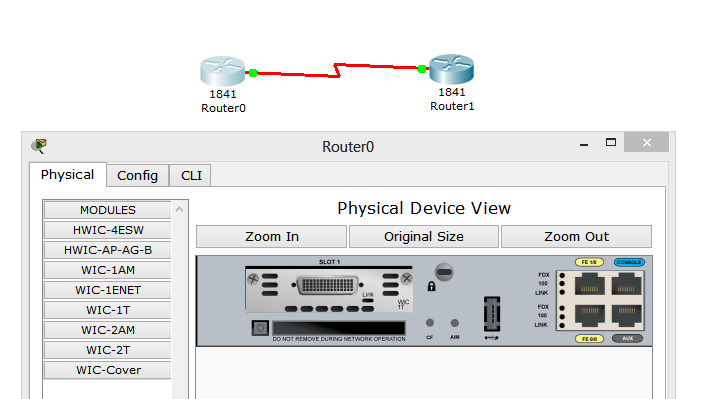 1841
Router0
1841
Router1
Router0
Physical
Config
CLI
MODULES
HWIC-4ESW
HWIC-AP-AG-B
WIC-1AM
WIC-1ENET
WIC-1T
WIC-2AM
WIC-2T
WIC-Cover
Physical Device View
Zoom In
Original Size
Zoom Out
SLOT 1
Link
WIC
1T
DO NOT REMOVE DURING NETWORK OPERATION
CF
AIM
FE 1/0
CONSOLE
FDX
100
LINK
FDX
100
LINK
FE 0/0
AUX